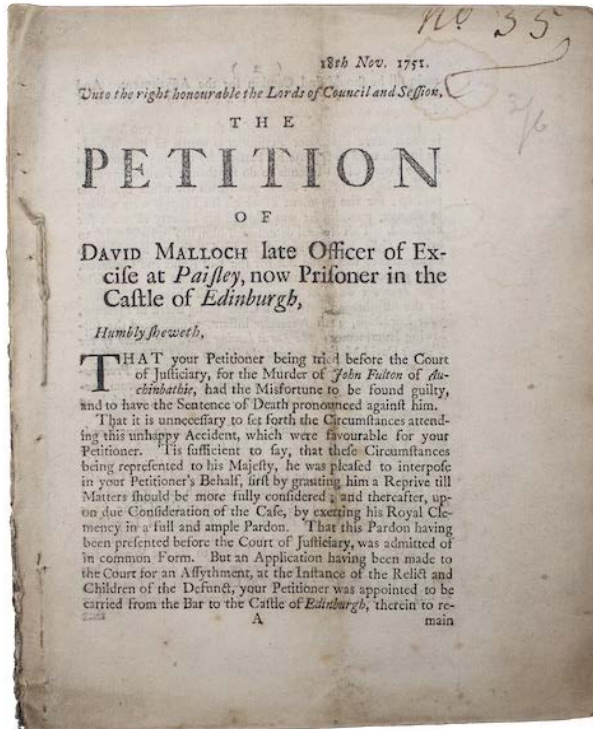 No 35
18th Nov. 1751.
Unto the right honourable the Lords of Council and Session,
THE
PETITION
OF
DAVID MALLOCH late Officer of Ex-
ciſe at Paiſley, now Priſoner in the
Caſtle of Edinburgh,
Humbly ſheweth,
THAT your Petitioner being tried before the Court
of Juſticiary, for the Murder of John Fulton of Au-
chinbathie, had the Misfortune to be found guilty,
and to have the Sentence of Death pronounced againſt him.
That it is unneceſſary to ſet forth the Circumſtances attend-
ing this unhappy Accident, which were favourable for your
Petitioner. 'Tis ſufficient to ſay, that theſe Circumſtances
being repreſented to his Majeſty, he was pleaſed to interpoſe
in your Petitioner's Behalf, firſt by granting him a Reprive till
Matters ſhould be more fully conſidered; and thereafter, up-
on due Conſideration of the Caſe, by exerting his Royal Cle-
mency in a full and ample Pardon. That this Pardon having
been preſented before the Court of Juſticiary, was admitted of
in common Form. But an Application having been made to
the Court for an Aſſythment, at the Inſtance of the Relict and
Children of the Defunct, your Petitioner was appointed to be
carried from the Bar to the Caſtle of Edinburgh, therein to re-
A main